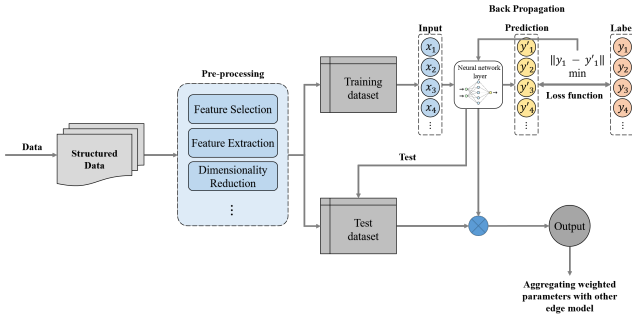 Back Propagation
Input
Prediction
Label
x1
x2
x3
x4
⋮
Neural network
layer
y'1
y'2
y'3
y'4
⋮
‖y1 − y'1‖
min
Loss function
y1
y2
y3
y4
⋮
Pre-processing
Feature Selection
Feature Extraction
Dimensionality
Reduction
⋮
Data
Structured
Data
Training
dataset
Test
Test
dataset
Output
Aggregating weighted
parameters with other
edge model